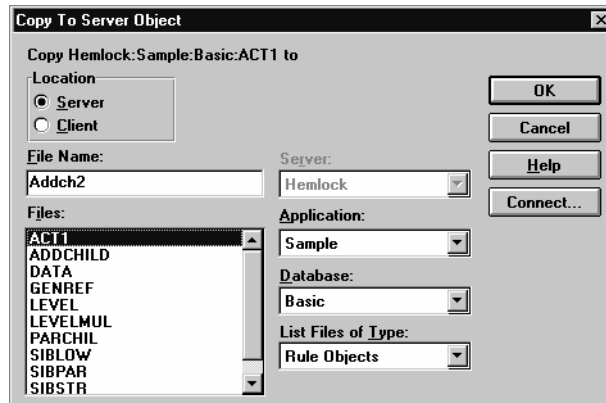 Copy To Server Object
Copy Hemlock:Sample:Basic:ACT1 to
Location
Server
Client
OK
Cancel
Help
Connect...
File Name:
Addch2
Server:
Hemlock
Files:
ACT1
ADDCHILD
DATA
GENREF
LEVEL
LEVELMUL
PARCHIL
SIBLOW
SIBPAR
SIBSTR
Application:
Sample
Database:
Basic
List Files of Type:
Rule Objects